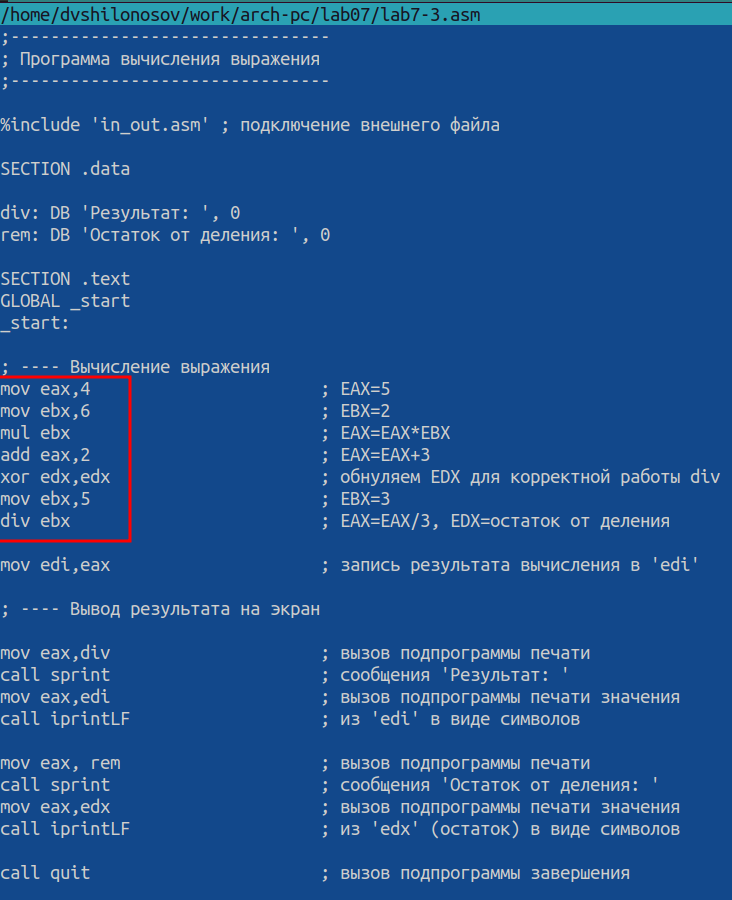 /home/dvshilonosov/work/arch-pc/lab07/lab7-3.asm
;--------------------------------
; Программа вычисления выражения
;--------------------------------
%include 'in_out.asm' ; подключение внешнего файла
SECTION .data
div: DB 'Результат: ', 0
rem: DB 'Остаток от деления: ', 0
SECTION .text
GLOBAL _start
_start:
; ---- Вычисление выражения
mov eax,4 ; EAX=5
mov ebx,6 ; EBX=2
mul ebx ; EAX=EAX*EBX
add eax,2 ; EAX=EAX+3
xor edx,edx ; обнуляем EDX для корректной работы div
mov ebx,5 ; EBX=3
div ebx ; EAX=EAX/3, EDX=остаток от деления
mov edi,eax ; запись результата вычисления в 'edi'
; ---- Вывод результата на экран
mov eax,div ; вызов подпрограммы печати
call sprint ; сообщения 'Результат: '
mov eax,edi ; вызов подпрограммы печати значения
call iprintLF ; из 'edi' в виде символов
mov eax, rem ; вызов подпрограммы печати
call sprint ; сообщения 'Остаток от деления: '
mov eax,edx ; вызов подпрограммы печати значения
call iprintLF ; из 'edx' (остаток) в виде символов
call quit ; вызов подпрограммы завершения